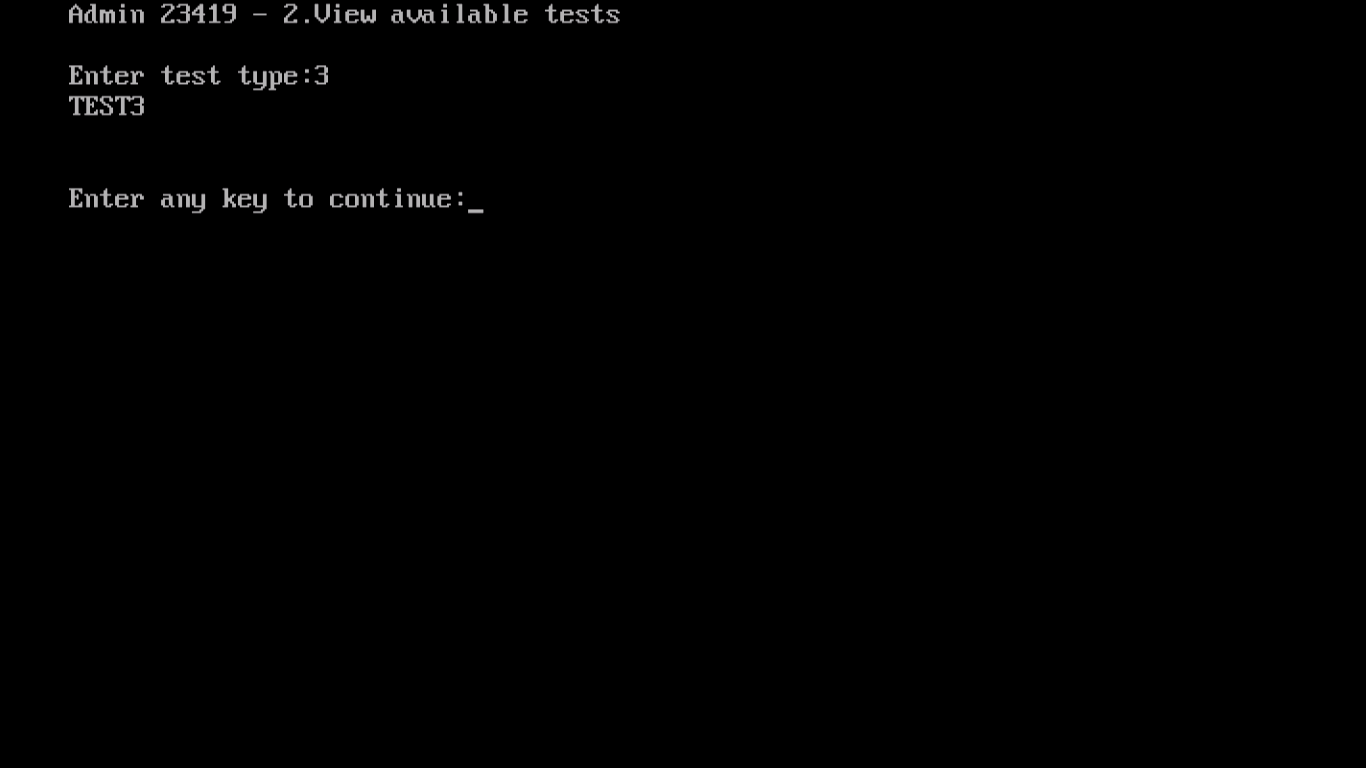 Admin 23419 - 2.View available tests
Enter test type:3
TEST3
Enter any key to continue:_